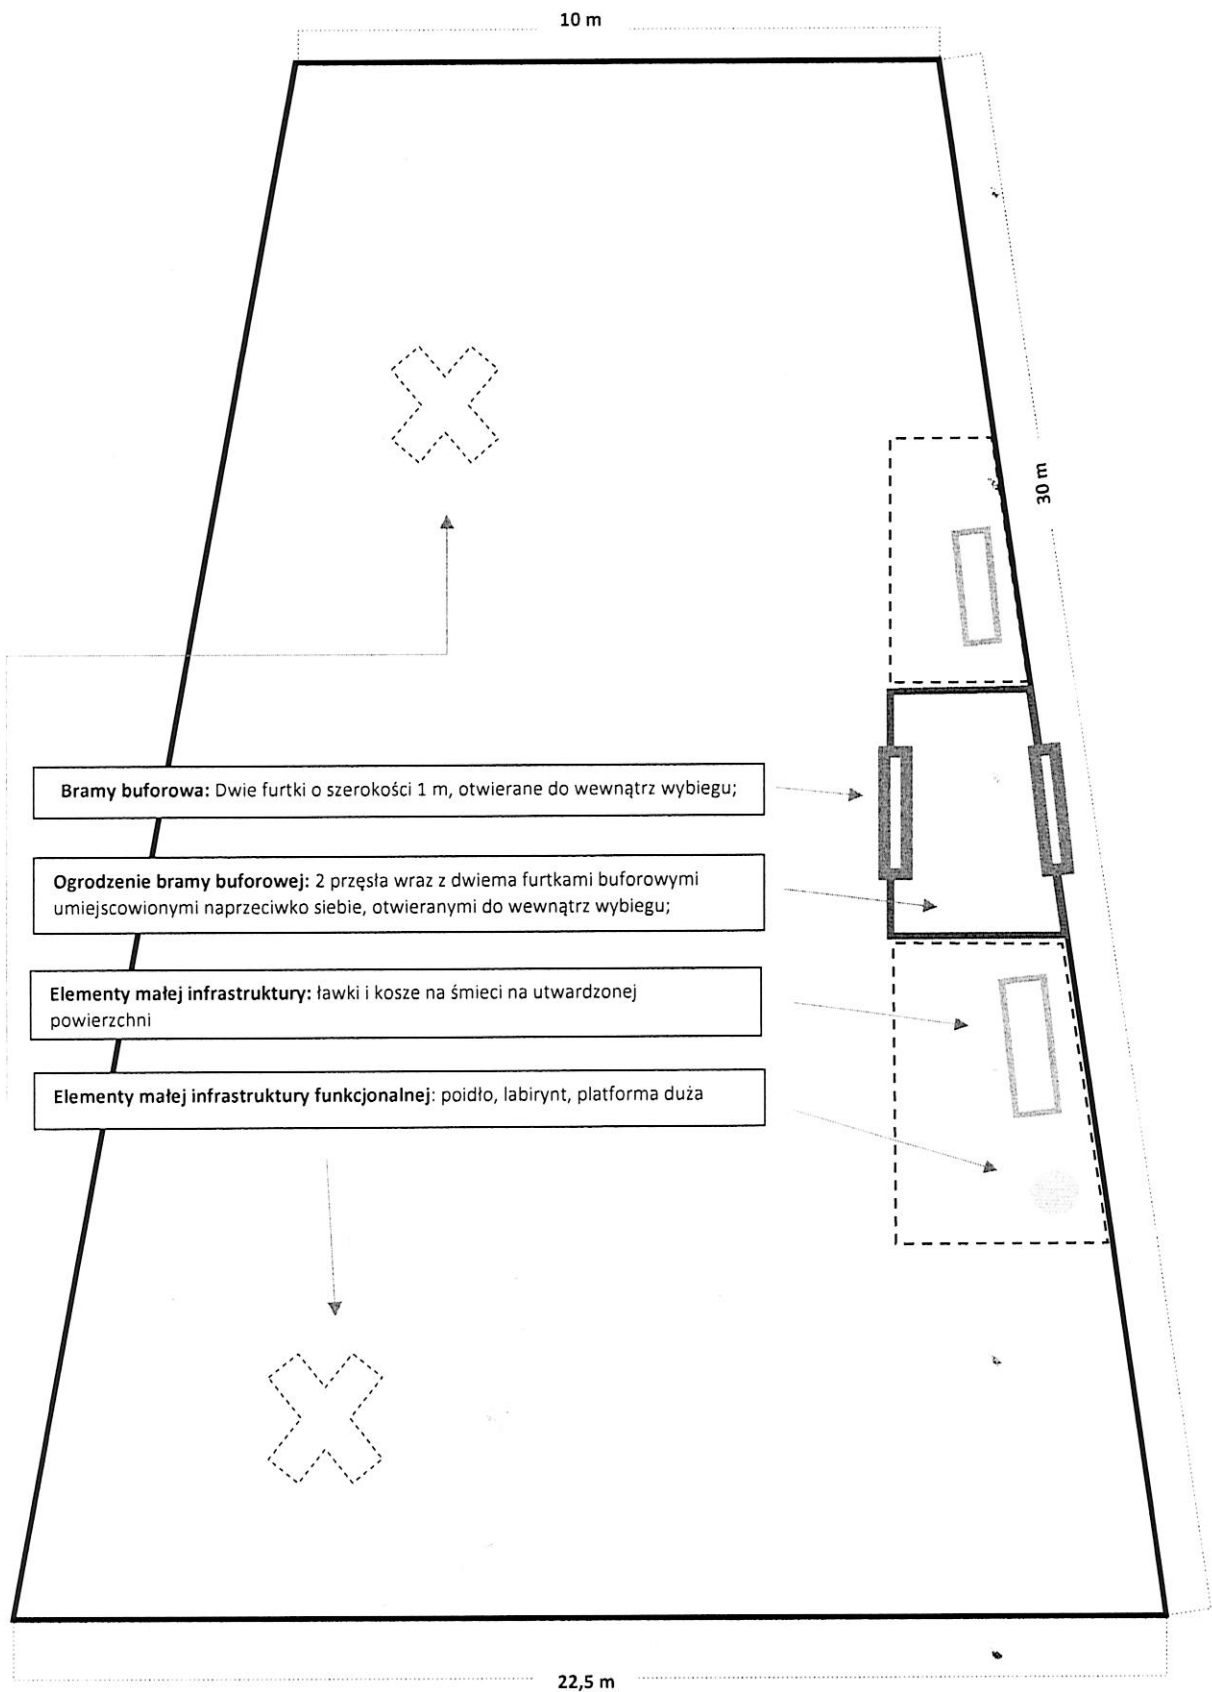 10 m
30 m
Bramy buforowa: Dwie furtki o szerokości 1 m, otwierane do wewnątrz wybiegu;
Ogrodzenie bramy buforowej: 2 przęsła wraz z dwiema furtkami buforowymi
umiejscowionymi naprzeciwko siebie, otwieranymi do wewnątrz wybiegu;
Elementy małej infrastruktury: ławki i kosze na śmieci na utwardzonej
powierzchni
Elementy małej infrastruktury funkcjonalnej: poidło, labirynt, platforma duża
22,5 m